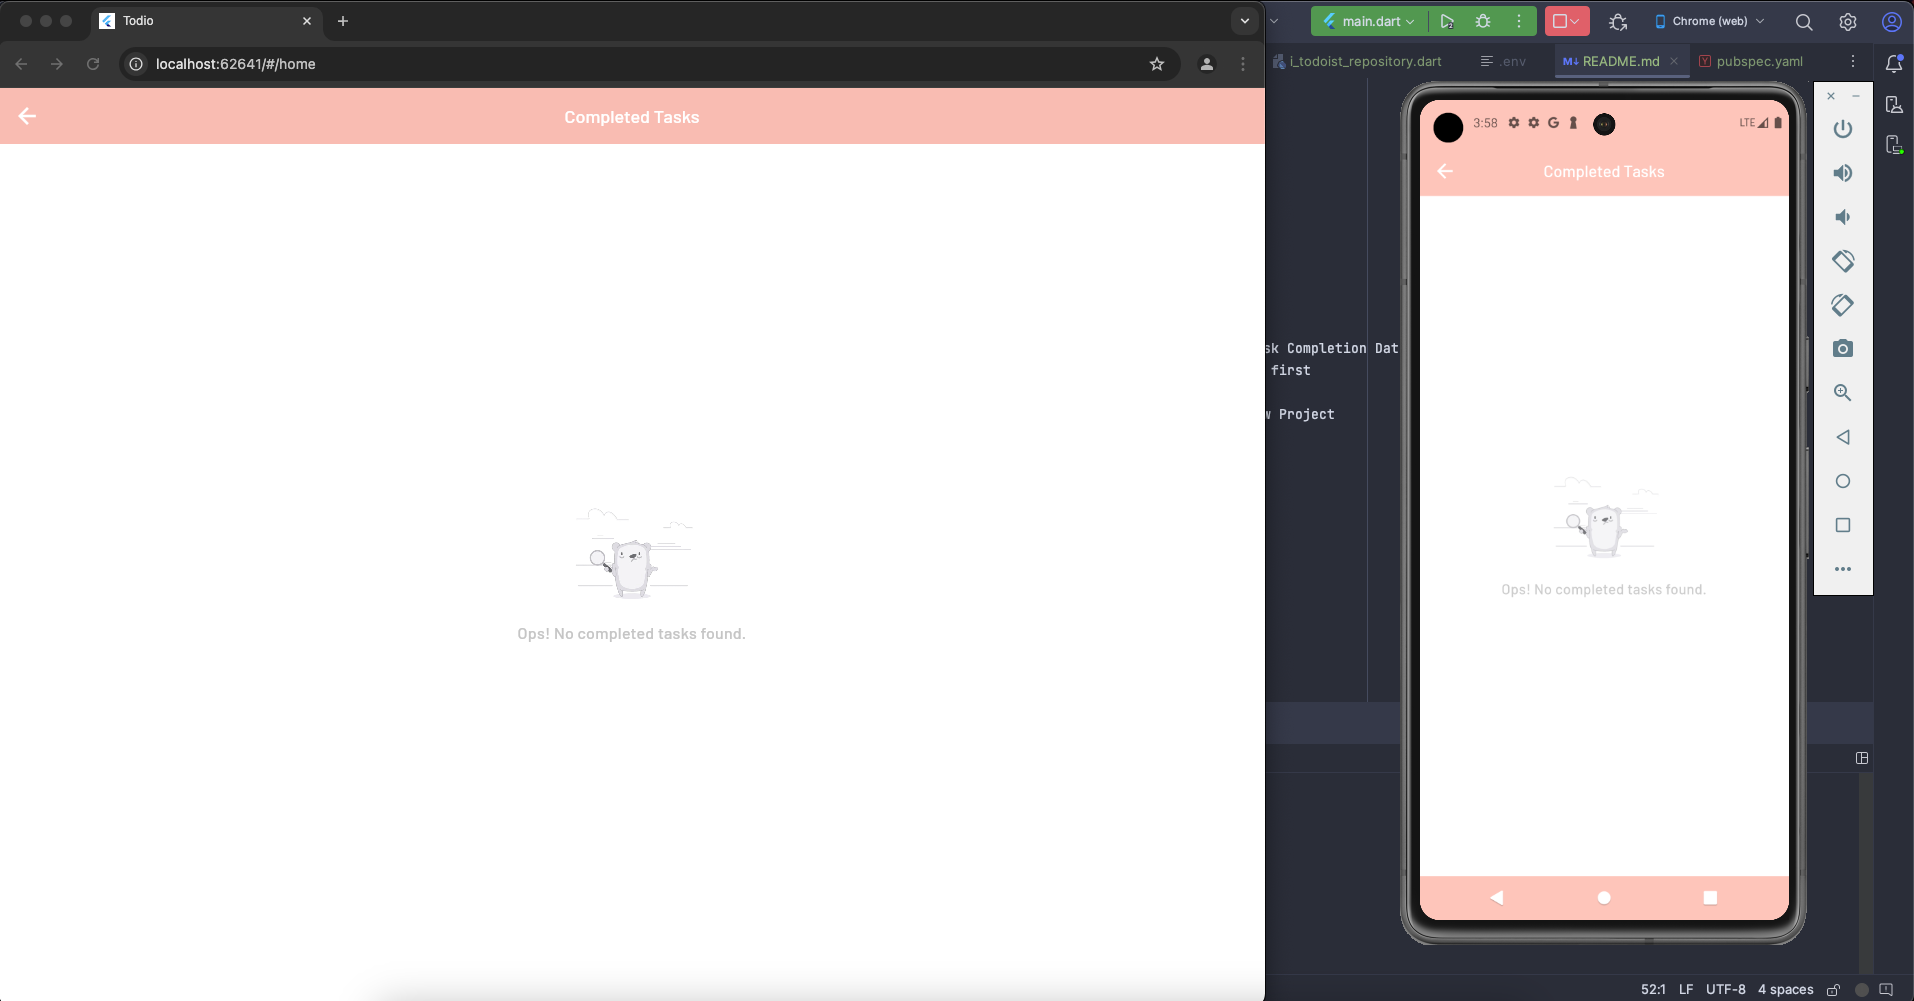 Todio
localhost:62641/#/home
Completed Tasks
Ops! No completed tasks found.
main.dart
Chrome (web)
i_todoist_repository.dart
.env
M↓ README.md
Y pubspec.yaml
sk Completion Dat
first
w Project
3:58
G
LTE
Completed Tasks
Ops! No completed tasks found.
52:1 LF UTF-8 4 spaces